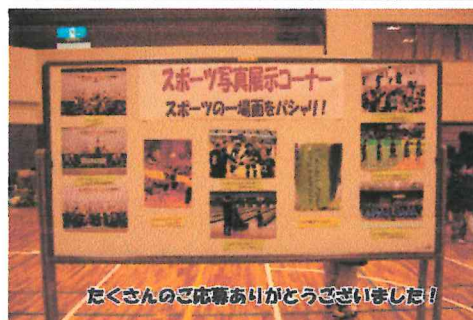 スポーツ写真展示コーナー
スポーツの一場面をパシャリ!
たくさんのご応募ありがとうございました!